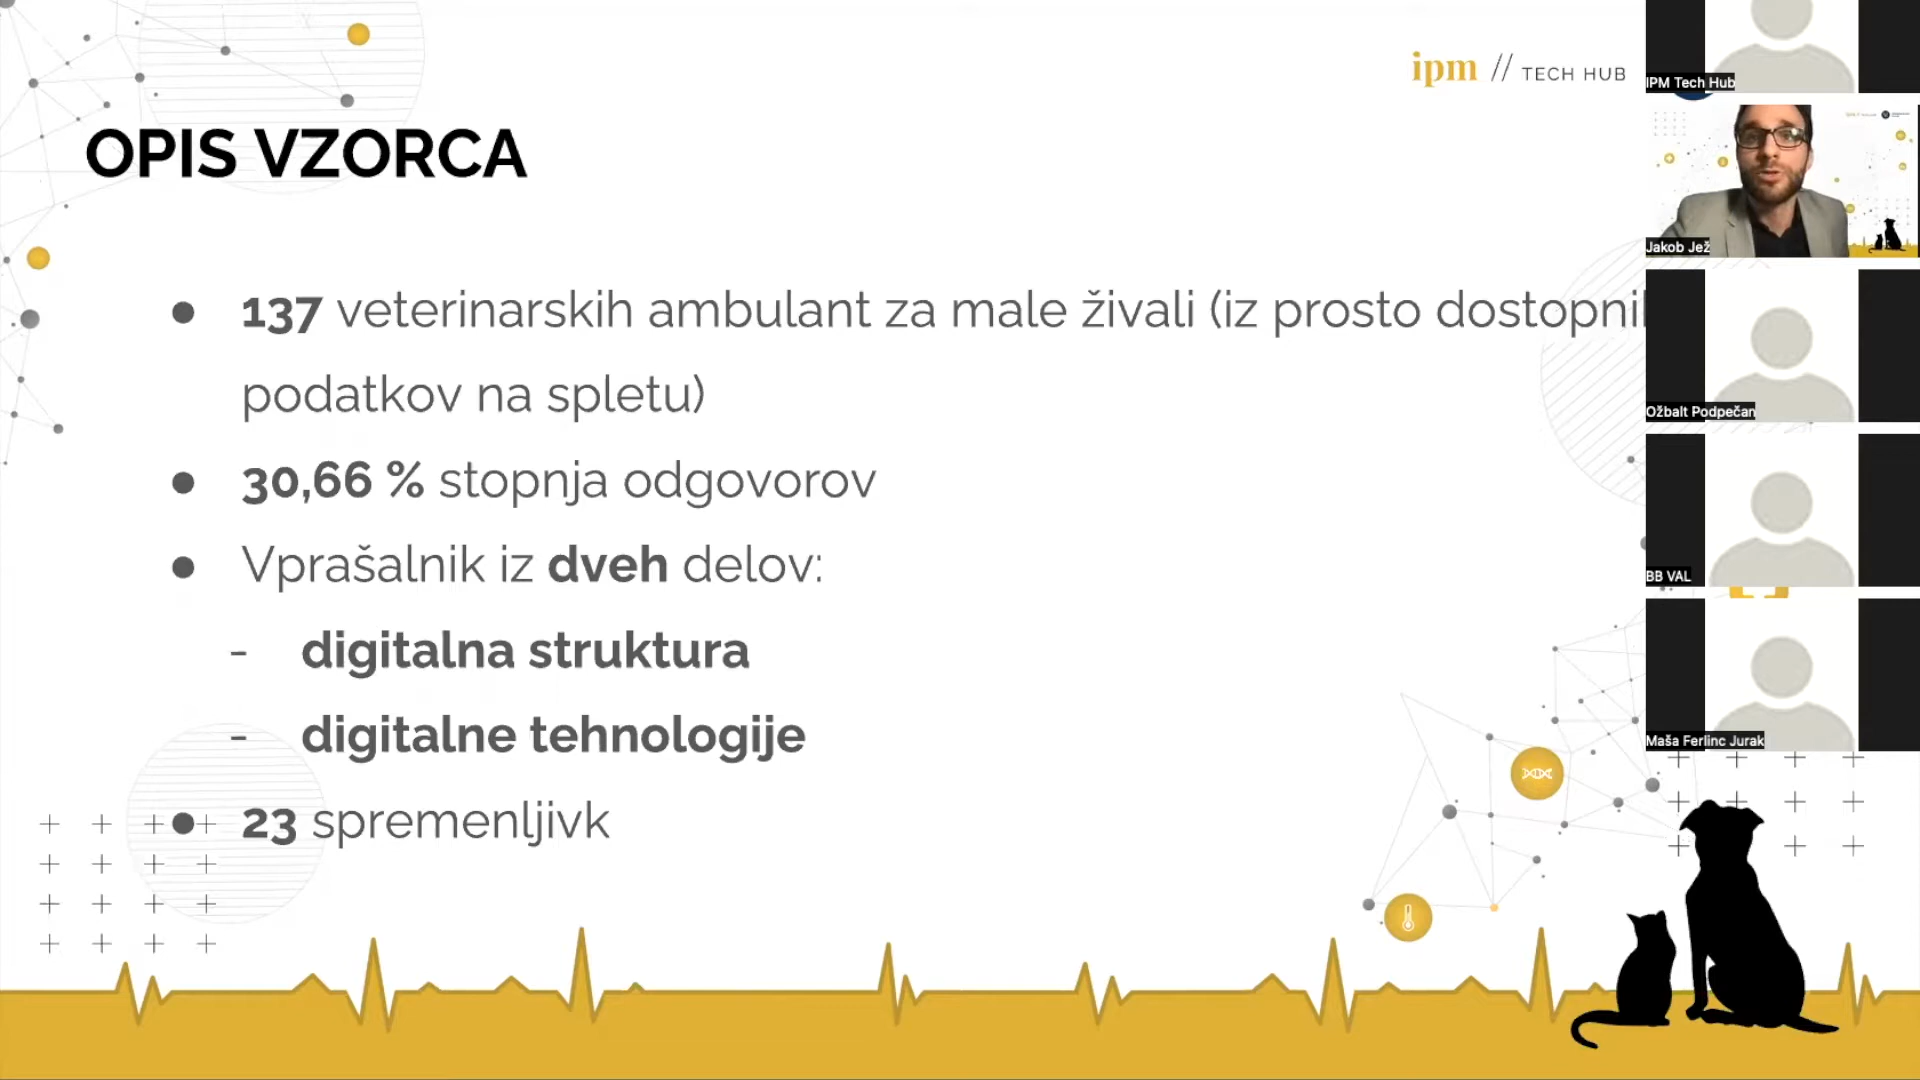 ipm // TECH HUB
OPIS VZORCA
● 137 veterinarskih ambulant za male živali (iz prosto
podatkov na spletu)
● 30,66 % stopnja odgovorov
● Vprašalnik iz dveh delov:
- digitalna struktura
- digitalne tehnologije
● 23 spremenljivk
IPM Tech Hub
Jakob Jež
Ožbalt Podpečan
BB VAL
Maša Ferlinc Jurak